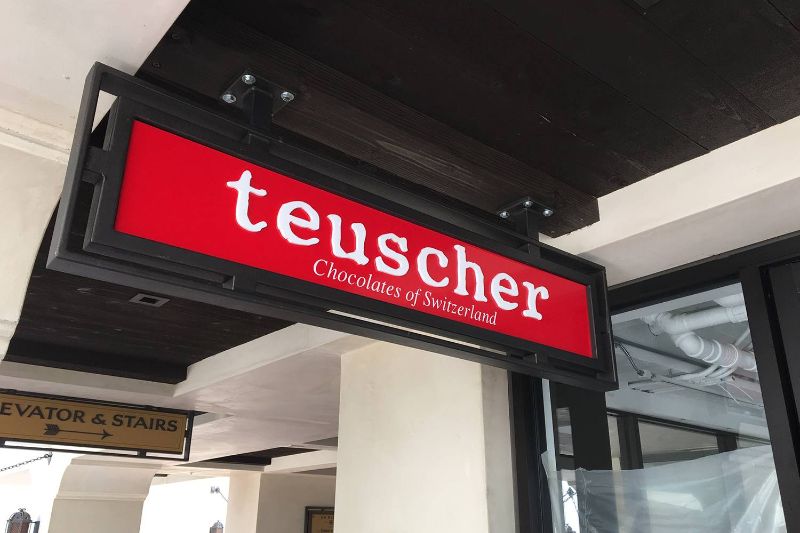 teuscher
Chocolates of Switzerland
EVATOR & STAIRS